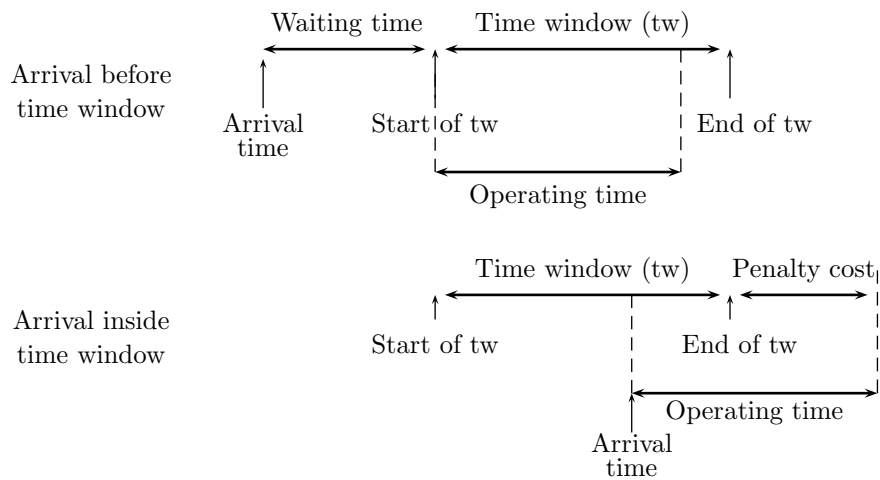 Waiting time
Time window (tw)
Arrival before
time window
Arrival
time
Start of tw
End of tw
Operating time
Time window (tw)
Penalty cost
Arrival inside
time window
Start of tw
End of tw
Operating time
Arrival
time